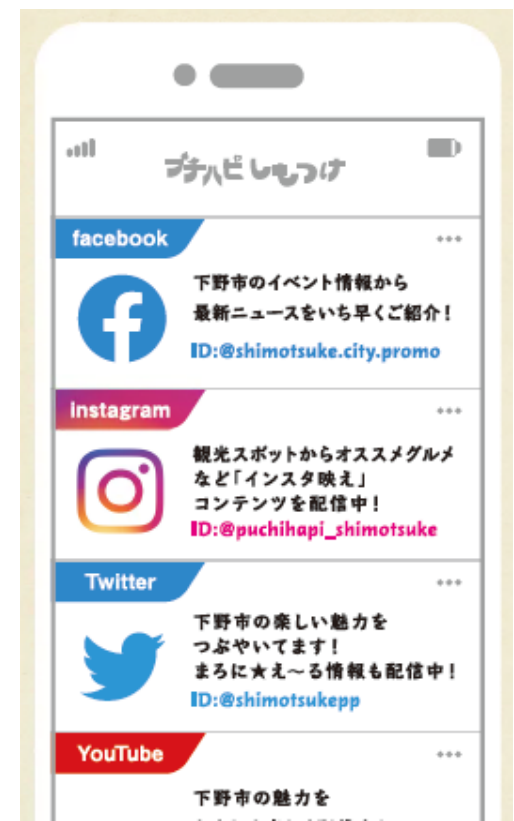 プチハピしもつけ
facebook
下野市のイベント情報から
最新ニュースをいち早くご紹介！
ID:@shimotsuke.city.promo
Instagram
観光スポットからオススメグルメ
など「インスタ映え」
コンテンツを配信中！
ID:@puchihapi_shimotsuke
Twitter
下野市の楽しい魅力を
つぶやいてます！
まろに★え〜る情報も配信中！
ID:@shimotsukepp
YouTube
下野市の魅力を